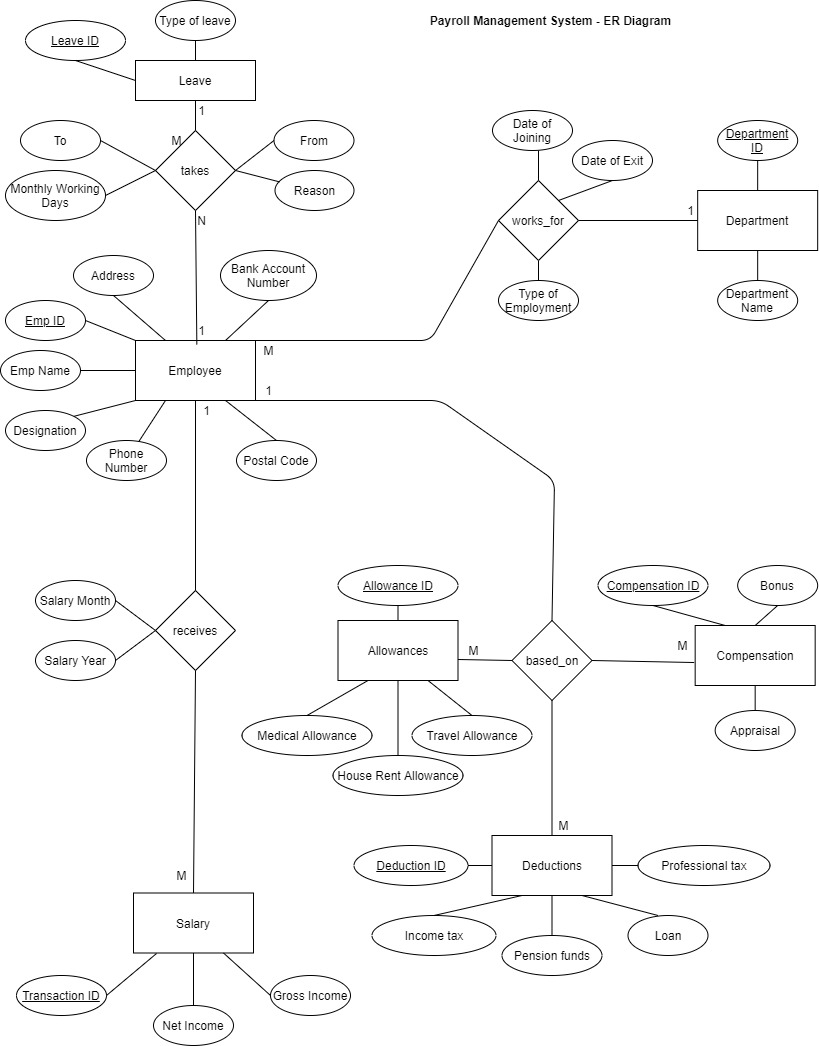 Payroll Management System - ER Diagram
Type of leave
Leave ID
Leave
1
M
To
From
takes
Monthly Working
Days
Reason
N
Date of
Joining
Date of Exit
Department
ID
works_for
1
Department
Type of
Employment
Department
Name
Address
Bank Account
Number
Emp ID
1
M
Emp Name
Employee
1
Designation
1
Phone
Number
Postal Code
Salary Month
receives
Salary Year
Allowance ID
Compensation ID
Bonus
Allowances
M
based_on
M
Compensation
Medical Allowance
Travel Allowance
House Rent Allowance
Appraisal
M
Deduction ID
Deductions
Professional tax
Income tax
Pension funds
Loan
M
Salary
Transaction ID
Net Income
Gross Income